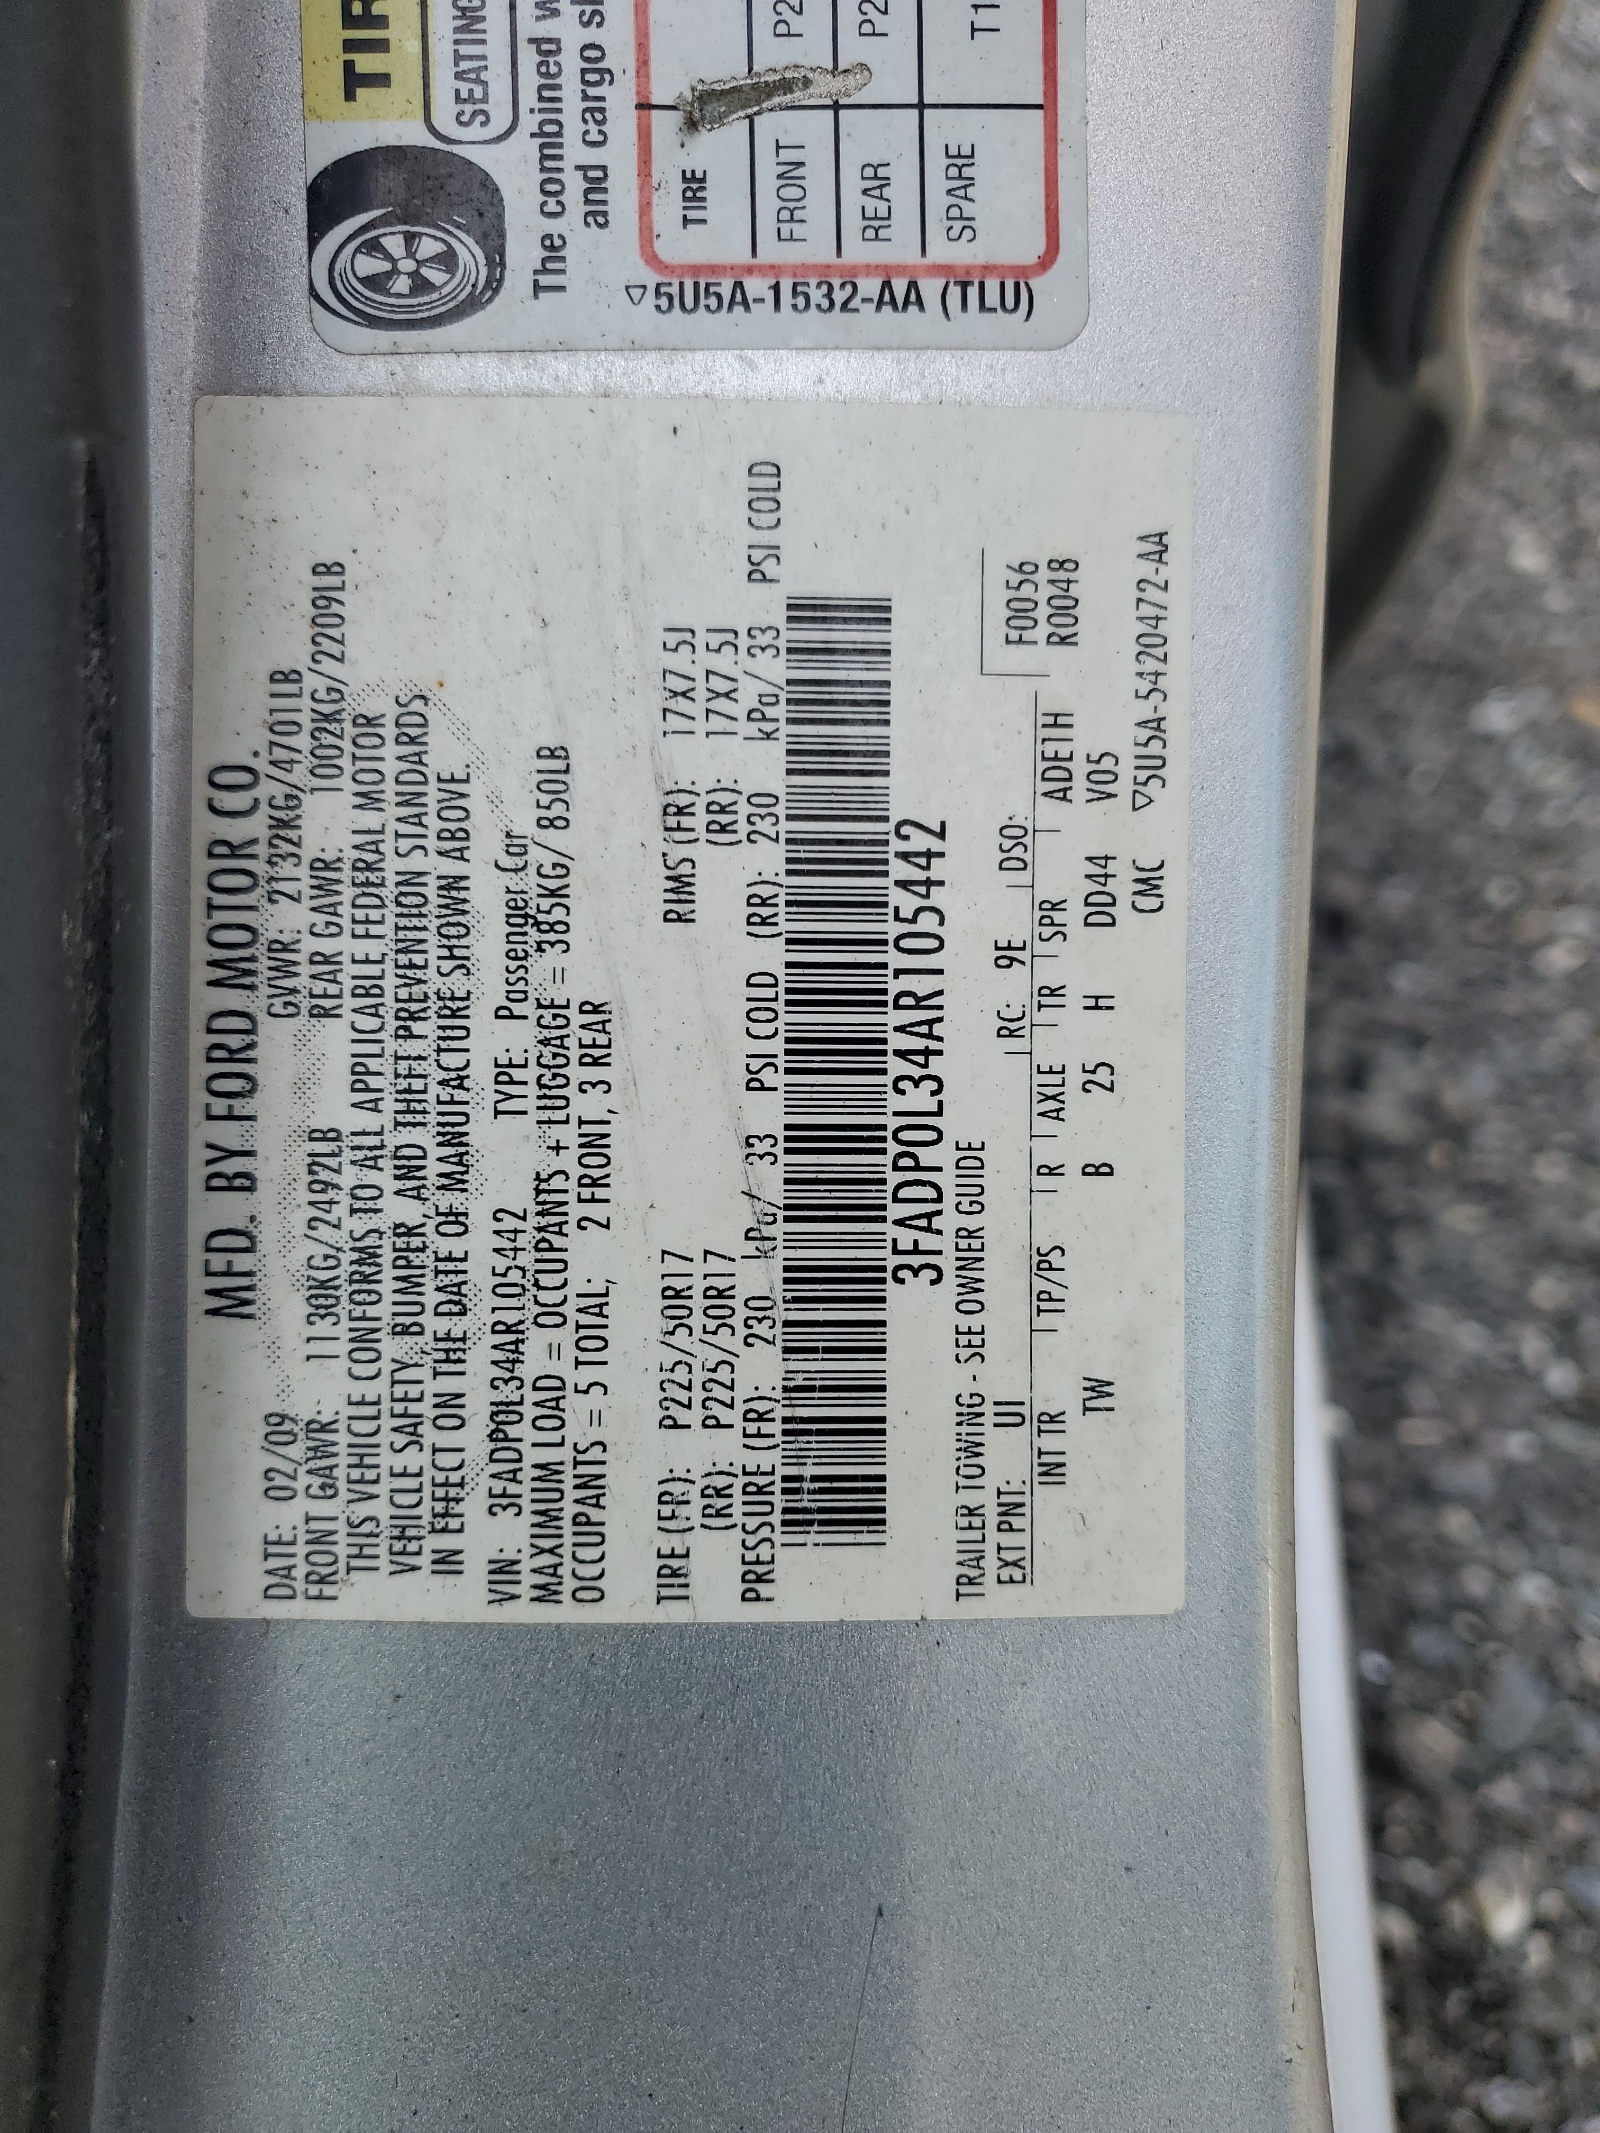 MFD. BY FORD MOTOR CO.
DATE: 02/09 GVWR: 2132KG/4701LB
FRONT GAWR: 1130KG/2492LB REAR GAWR: 1002KG/2209LB
THIS VEHICLE CONFORMS TO ALL APPLICABLE FEDERAL MOTOR
VEHICLE SAFETY, BUMPER, AND THEFT PREVENTION STANDARDS
IN EFFECT ON THE DATE OF MANUFACTURE SHOWN ABOVE.
VIN: 3FADP0L34AR105442 TYPE: Passenger Car
MAXIMUM LOAD = OCCUPANTS + LUGGAGE = 385KG/ 850LB
OCCUPANTS = 5 TOTAL; 2 FRONT, 3 REAR
TIRE (FR): P225/50R17 RIMS (FR): 17X7.5J
(RR): P225/50R17 (RR): 17X7.5J
PRESSURE (FR): 230 kPa/ 33 PSI COLD (RR): 230 kPa/ 33 PSI COLD
3FADP0L34AR105442
TRAILER TOWING - SEE OWNER GUIDE
EXT PNT: UI RC: 9E DSO: F0056
INT TR TP/PS R AXLE TR SPR ADETH R0048
TW B 25 H DD44 V05
CMC ▽5U5A-5420472-AA
TIR
SEATING
The combined w
and cargo s
TIRE
FRONT P2
REAR P2
SPARE T1
▽5U5A-1532-AA (TLU)